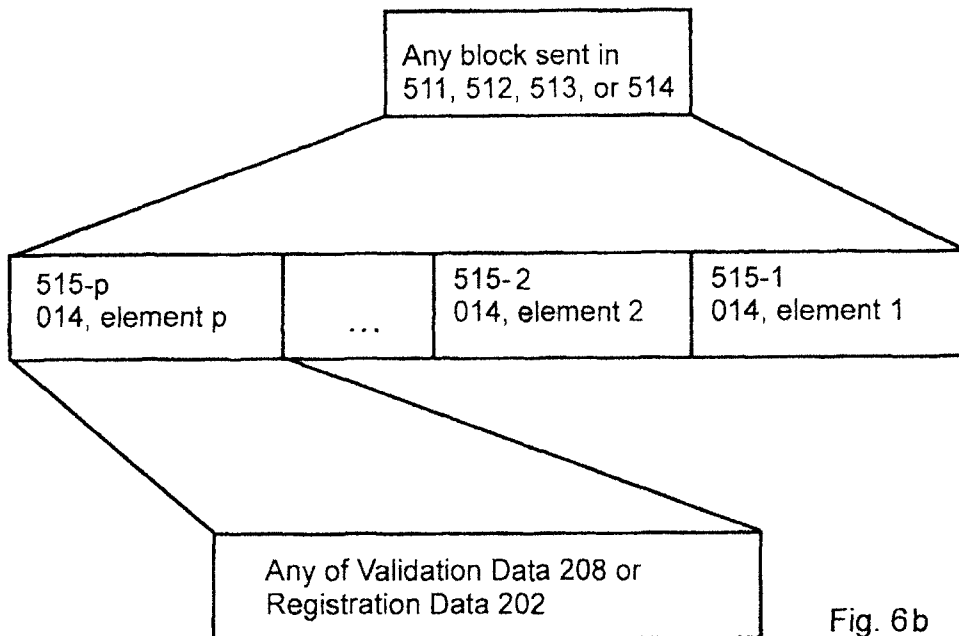 Any block sent in
511, 512, 513, or 514
515-p
014, element p
...
515-2
014, element 2
515-1
014, element 1
Any of Validation Data 208 or
Registration Data 202
Fig. 6b